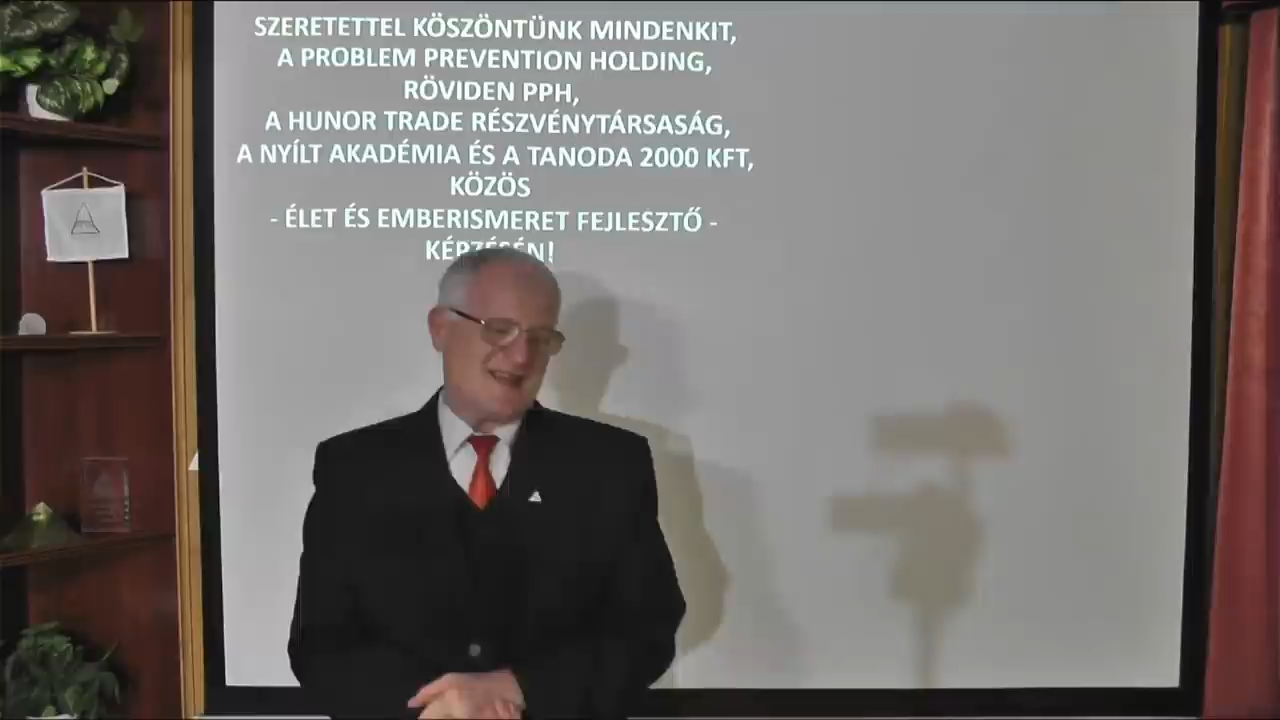 SZERETETTEL KÖSZÖNTÜNK MINDENKIT,
A PROBLEM PREVENTION HOLDING,
RÖVIDEN PPH,
A HUNOR TRADE RÉSZVÉNYTÁRSASÁG,
A NYÍLT AKADÉMIA ÉS A TANODA 2000 KFT,
KÖZÖS
- ÉLET ÉS EMBERISMERET FEJLESZTŐ -
KÉPZÉSÉN!